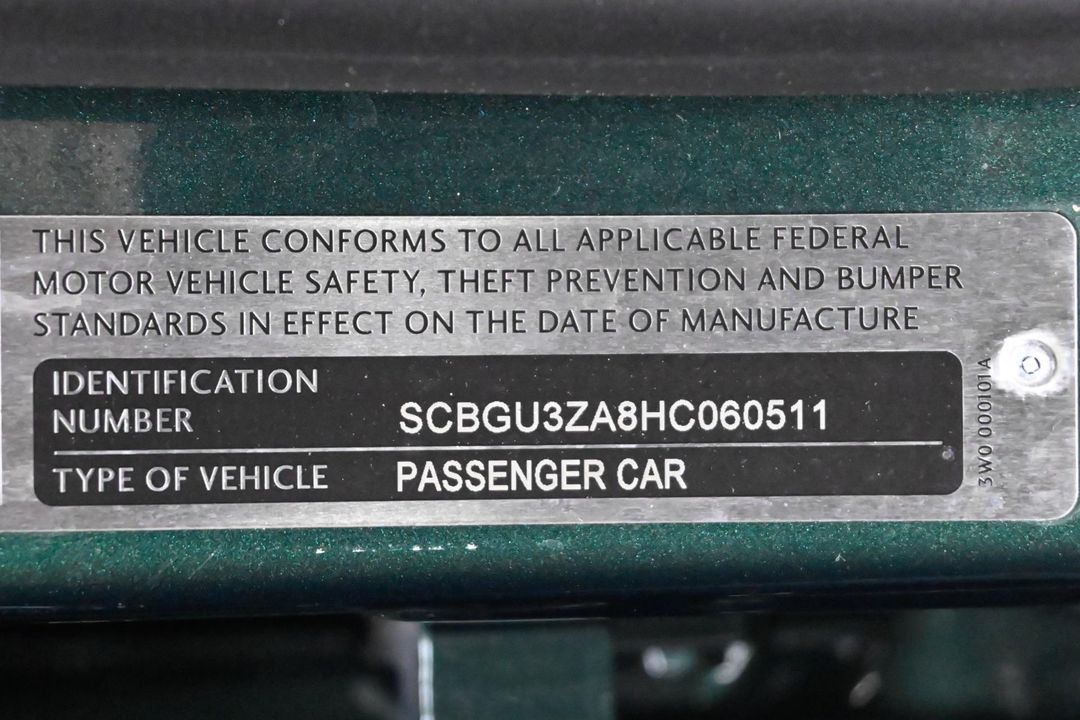 THIS VEHICLE CONFORMS TO ALL APPLICABLE FEDERAL
MOTOR VEHICLE SAFETY, THEFT PREVENTION AND BUMPER
STANDARDS IN EFFECT ON THE DATE OF MANUFACTURE
IDENTIFICATION
NUMBER SCBGU3ZA8HC060511
TYPE OF VEHICLE PASSENGER CAR
3W0 000101 A